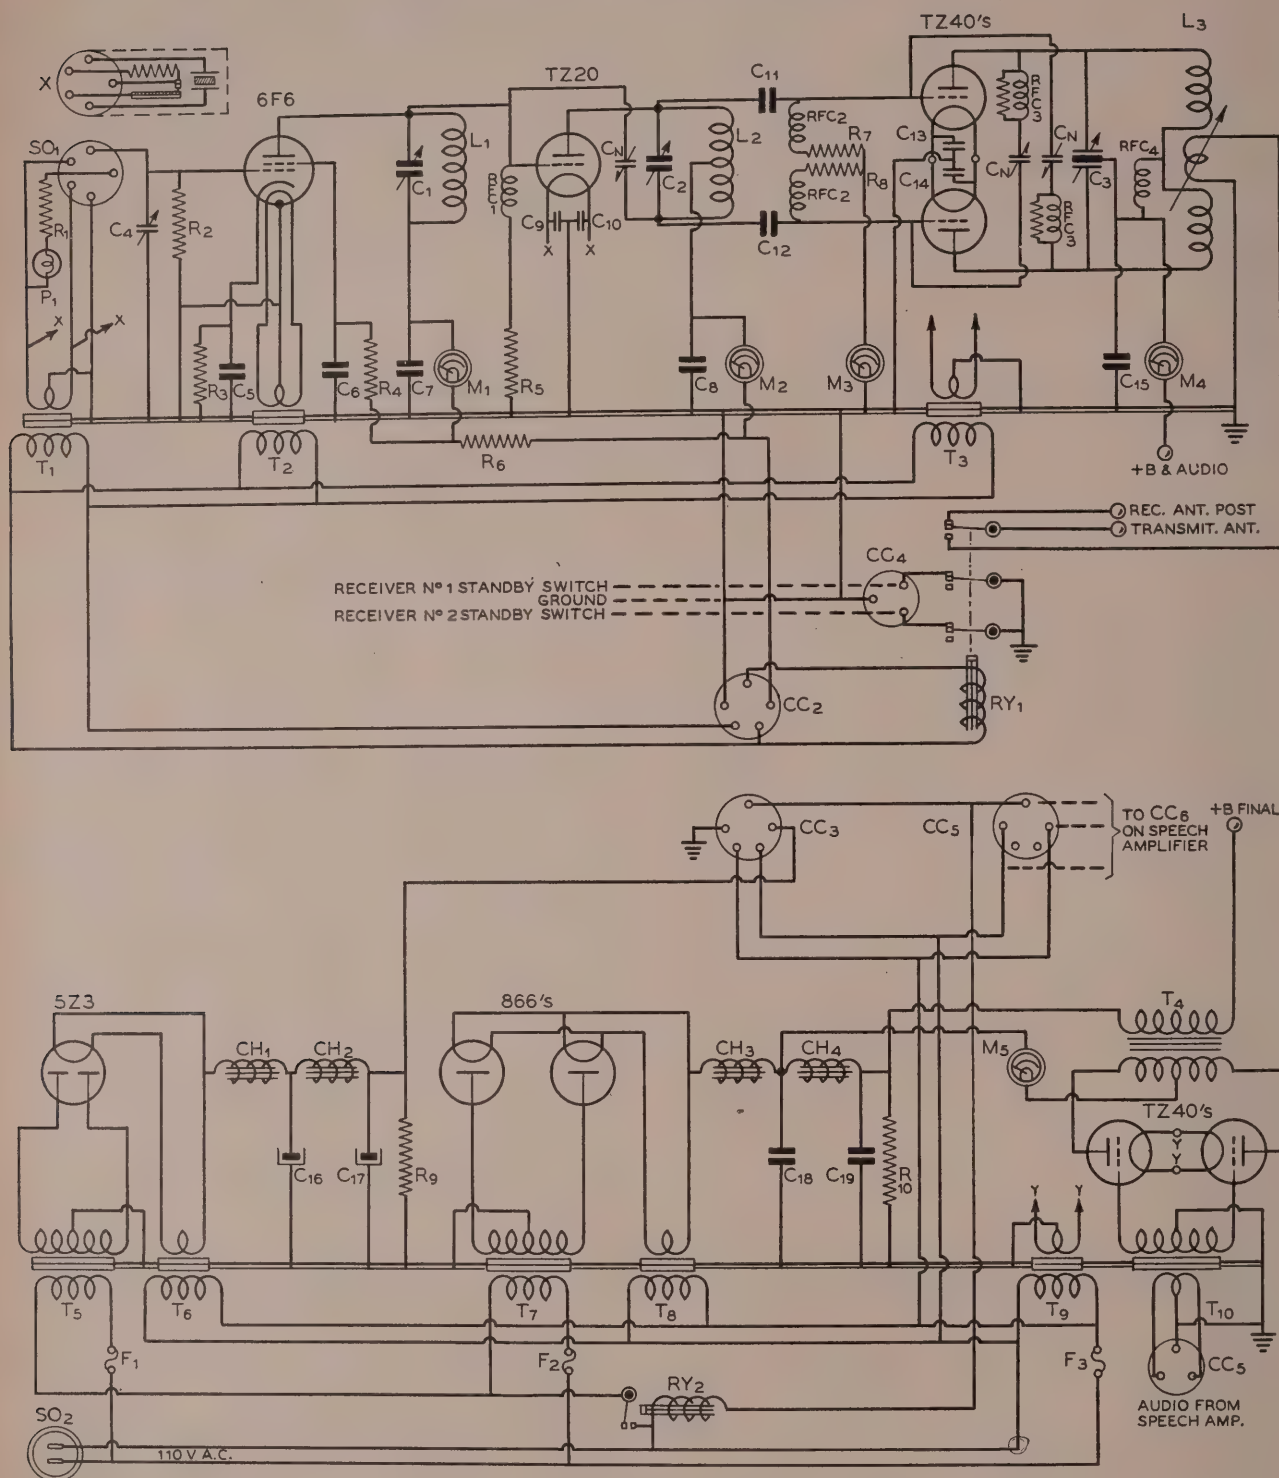 TZ40's
L3
X
6F6
TZ20
C11
SO1
R1
P1
X
X
C4
R2
C1
L1
RFC1
CN
C2
L2
RFC2
R7
C13
RFC3
RFC4
C9
C10
X
X
C12
RFC2
R8
C14
CN
CN
RFC3
C3
R3
C5
C6
R4
C7
M1
R5
C8
M2
M3
C15
M4
T1
T2
R6
T3
+B & AUDIO
REC. ANT. POST
TRANSMIT. ANT.
CC4
RECEIVER Nº 1 STANDBY SWITCH
GROUND
RECEIVER Nº 2 STANDBY SWITCH
CC2
RY1
CC3
CC5
TO CC6
ON SPEECH
AMPLIFIER
+B FINAL
5Z3
866's
T4
CH1
CH2
CH3
CH4
M5
TZ40's
Y
Y
C16
C17
R9
C18
C19
R10
Y
Y
T5
T6
T7
T8
T9
T10
F1
F2
F3
CC5
RY2
AUDIO FROM
SPEECH AMP.
SO2
110 V A.C.